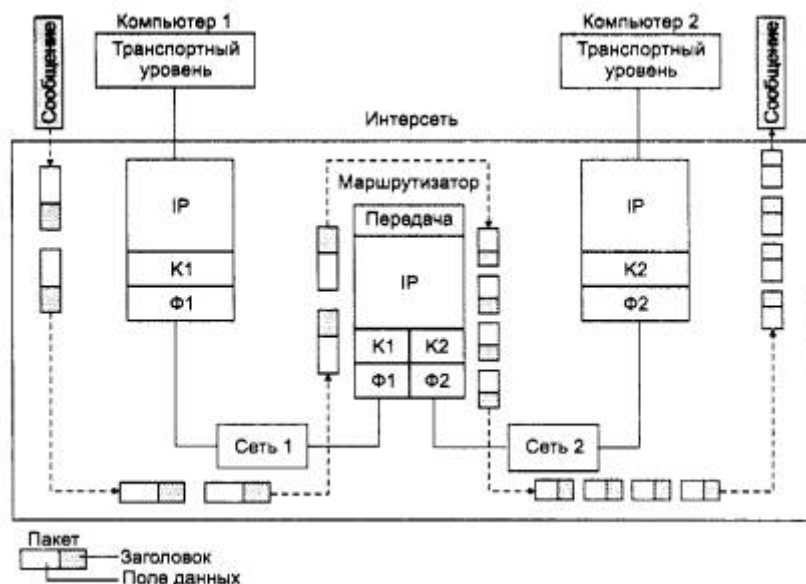 Компьютер 1
Компьютер 2
Сообщение
Транспортный
уровень
Транспортный
уровень
Сообщение
Интерсеть
Маршрутизатор
IP
К1
Ф1
Передача
IP
К1
К2
Ф1
Ф2
IP
К2
Ф2
Сеть 1
Сеть 2
Пакет
Заголовок
Поле данных